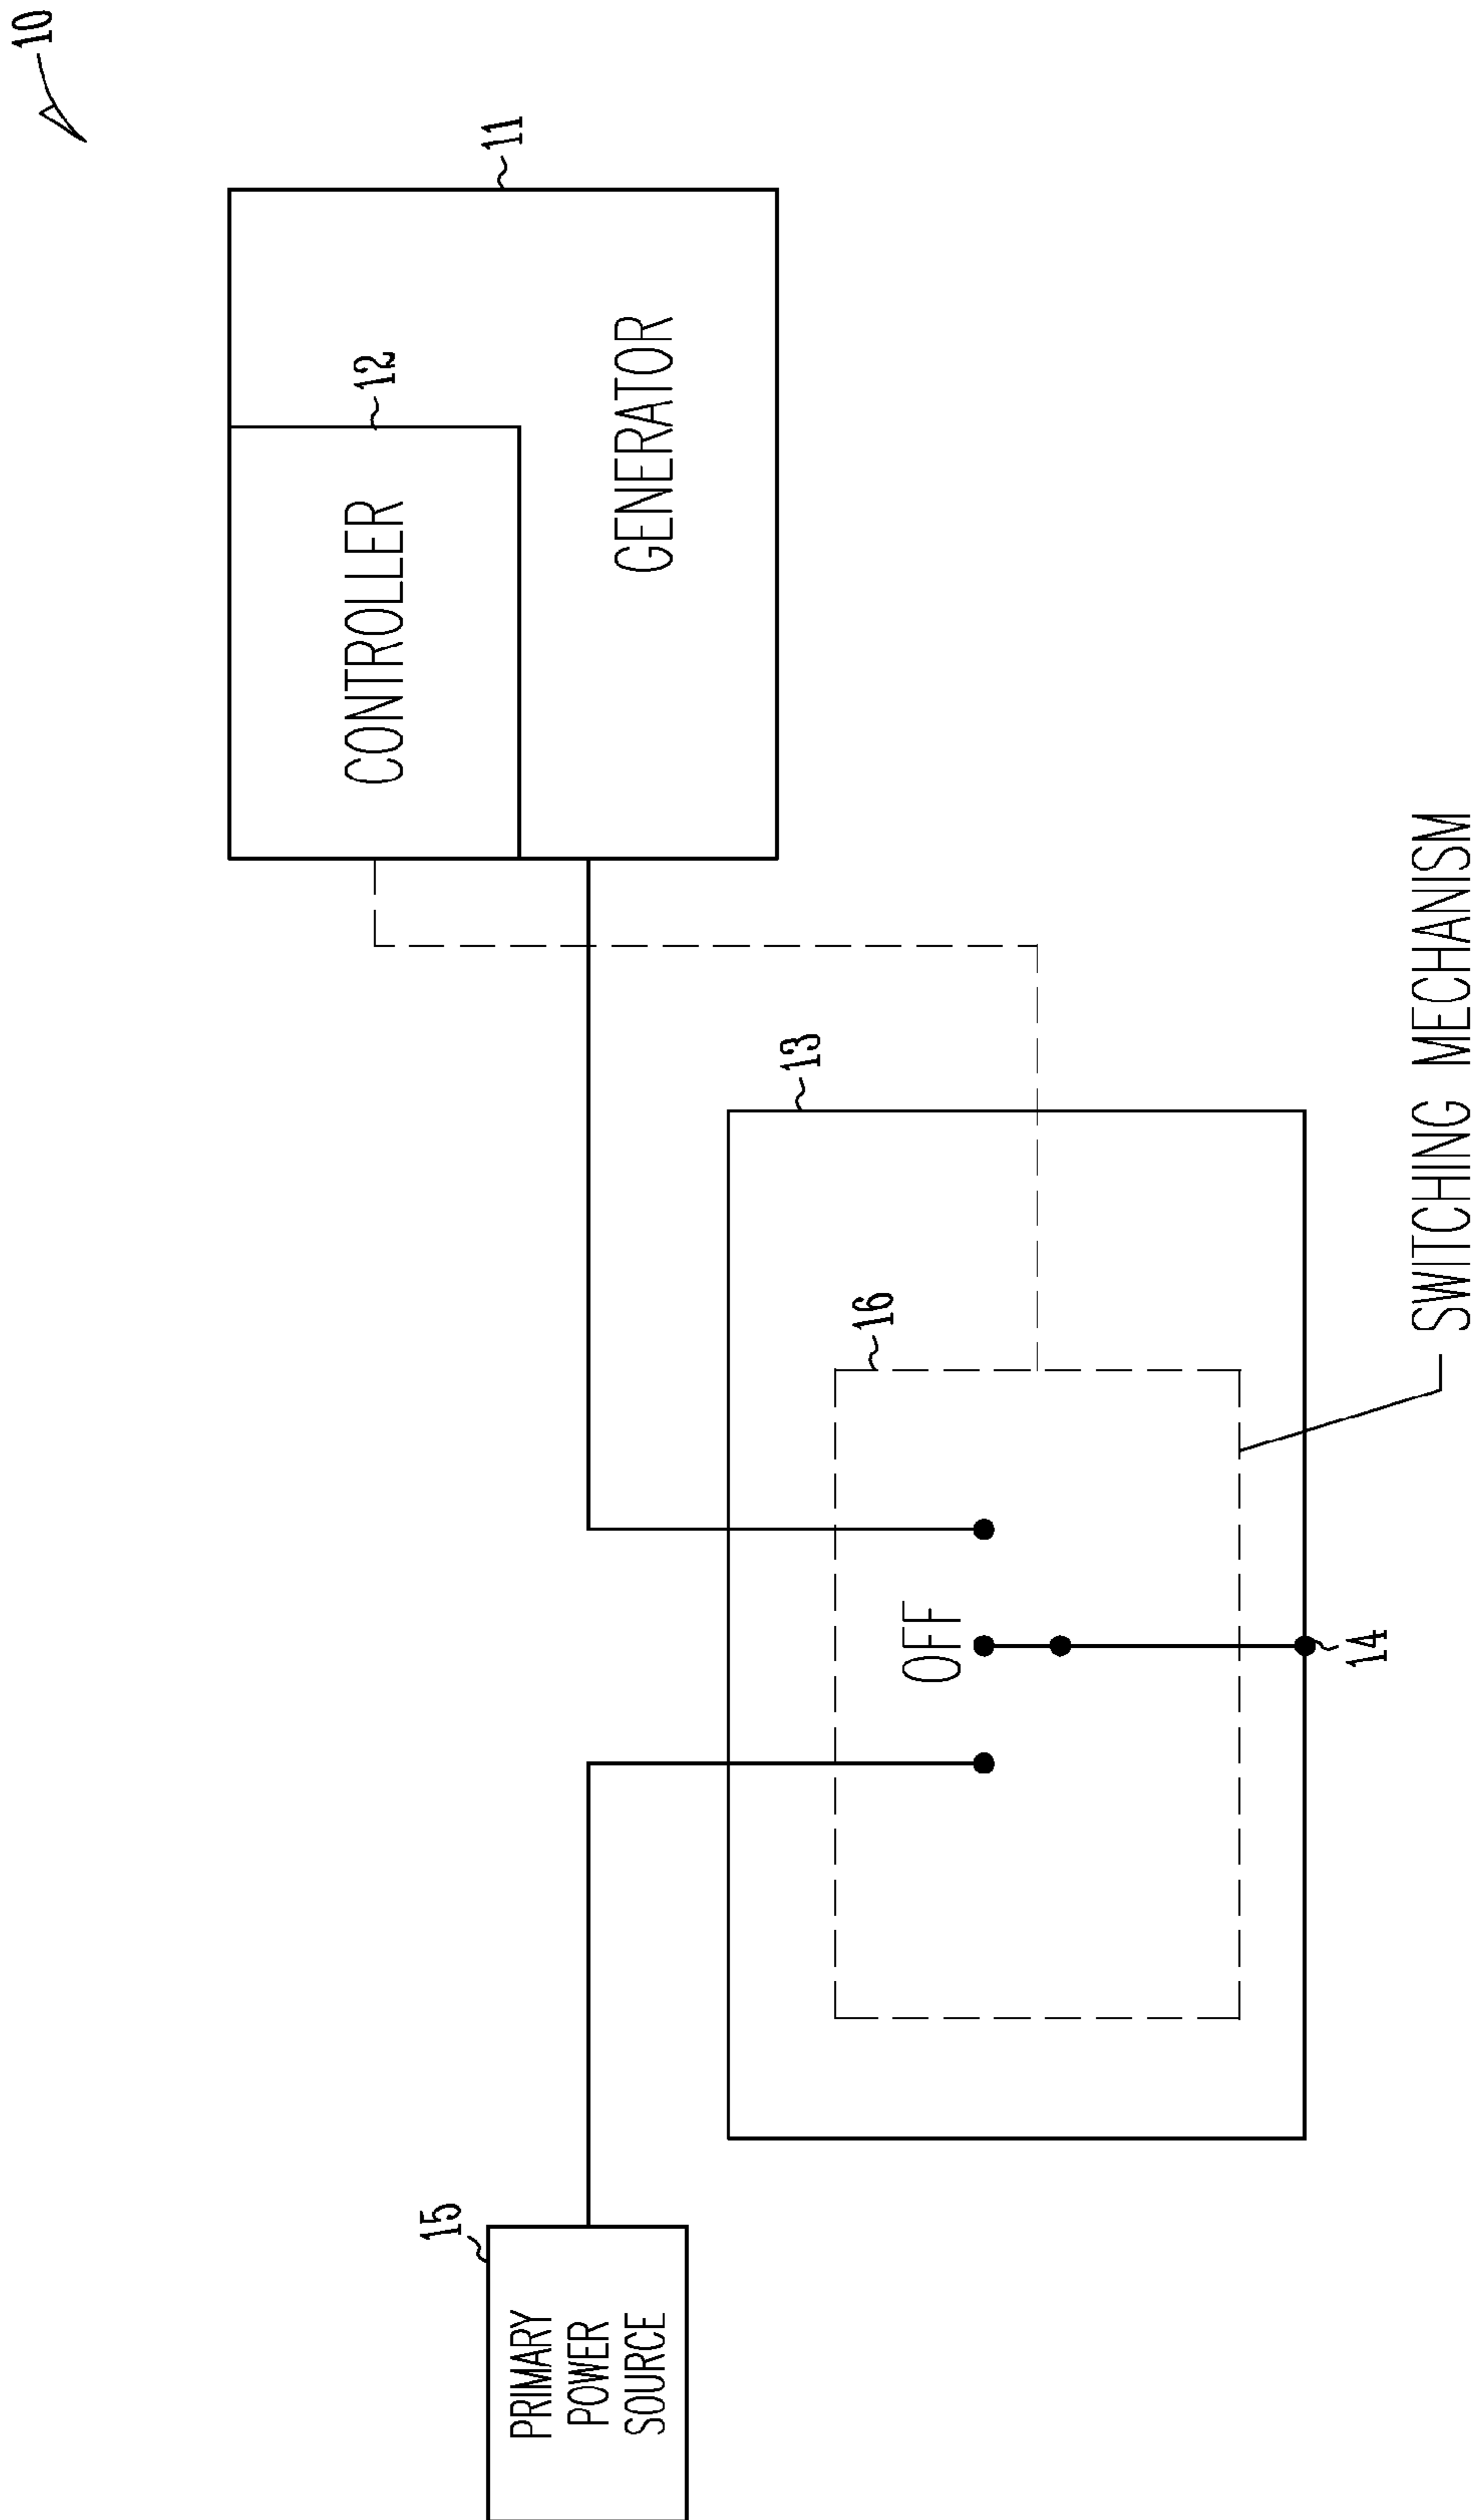 10
11
12
CONTROLLER
GENERATOR
13
16
OFF
14
SWITCHING MECHANISM
15
PRIMARY
POWER
SOURCE